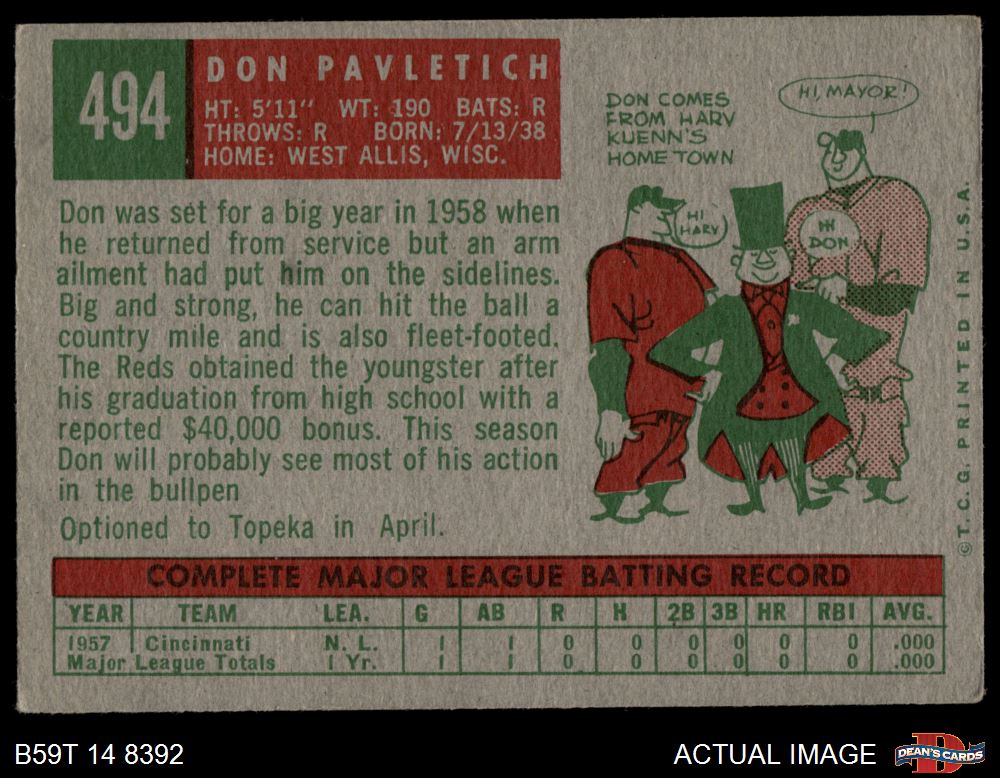 494
DON PAVLETICH
HT: 5'11" WT: 190 BATS: R
THROWS: R BORN: 7/13/38
HOME: WEST ALLIS, WISC.
Don was set for a big year in 1958 when
he returned from service but an arm
ailment had put him on the sidelines.
Big and strong, he can hit the ball a
country mile and is also fleet-footed.
The Reds obtained the youngster after
his graduation from high school with a
reported $40,000 bonus. This season
Don will probably see most of his action
in the bullpen
Optioned to Topeka in April.
DON COMES
FROM HARV
KUENN'S
HOME TOWN
HI, MAYOR!
HI
HARV
HI
DON
©T.C.G. PRINTED IN U.S.A.
COMPLETE MAJOR LEAGUE BATTING RECORD
YEAR TEAM LEA. G AB R H 2B 3B HR RBI AVG.
1957 Cincinnati N. L. 1 1 0 0 0 0 0 0 .000
Major League Totals 1 Yr. 1 1 0 0 0 0 0 0 .000
B59T 14 8392
ACTUAL IMAGE
D
DEAN'S CARDS